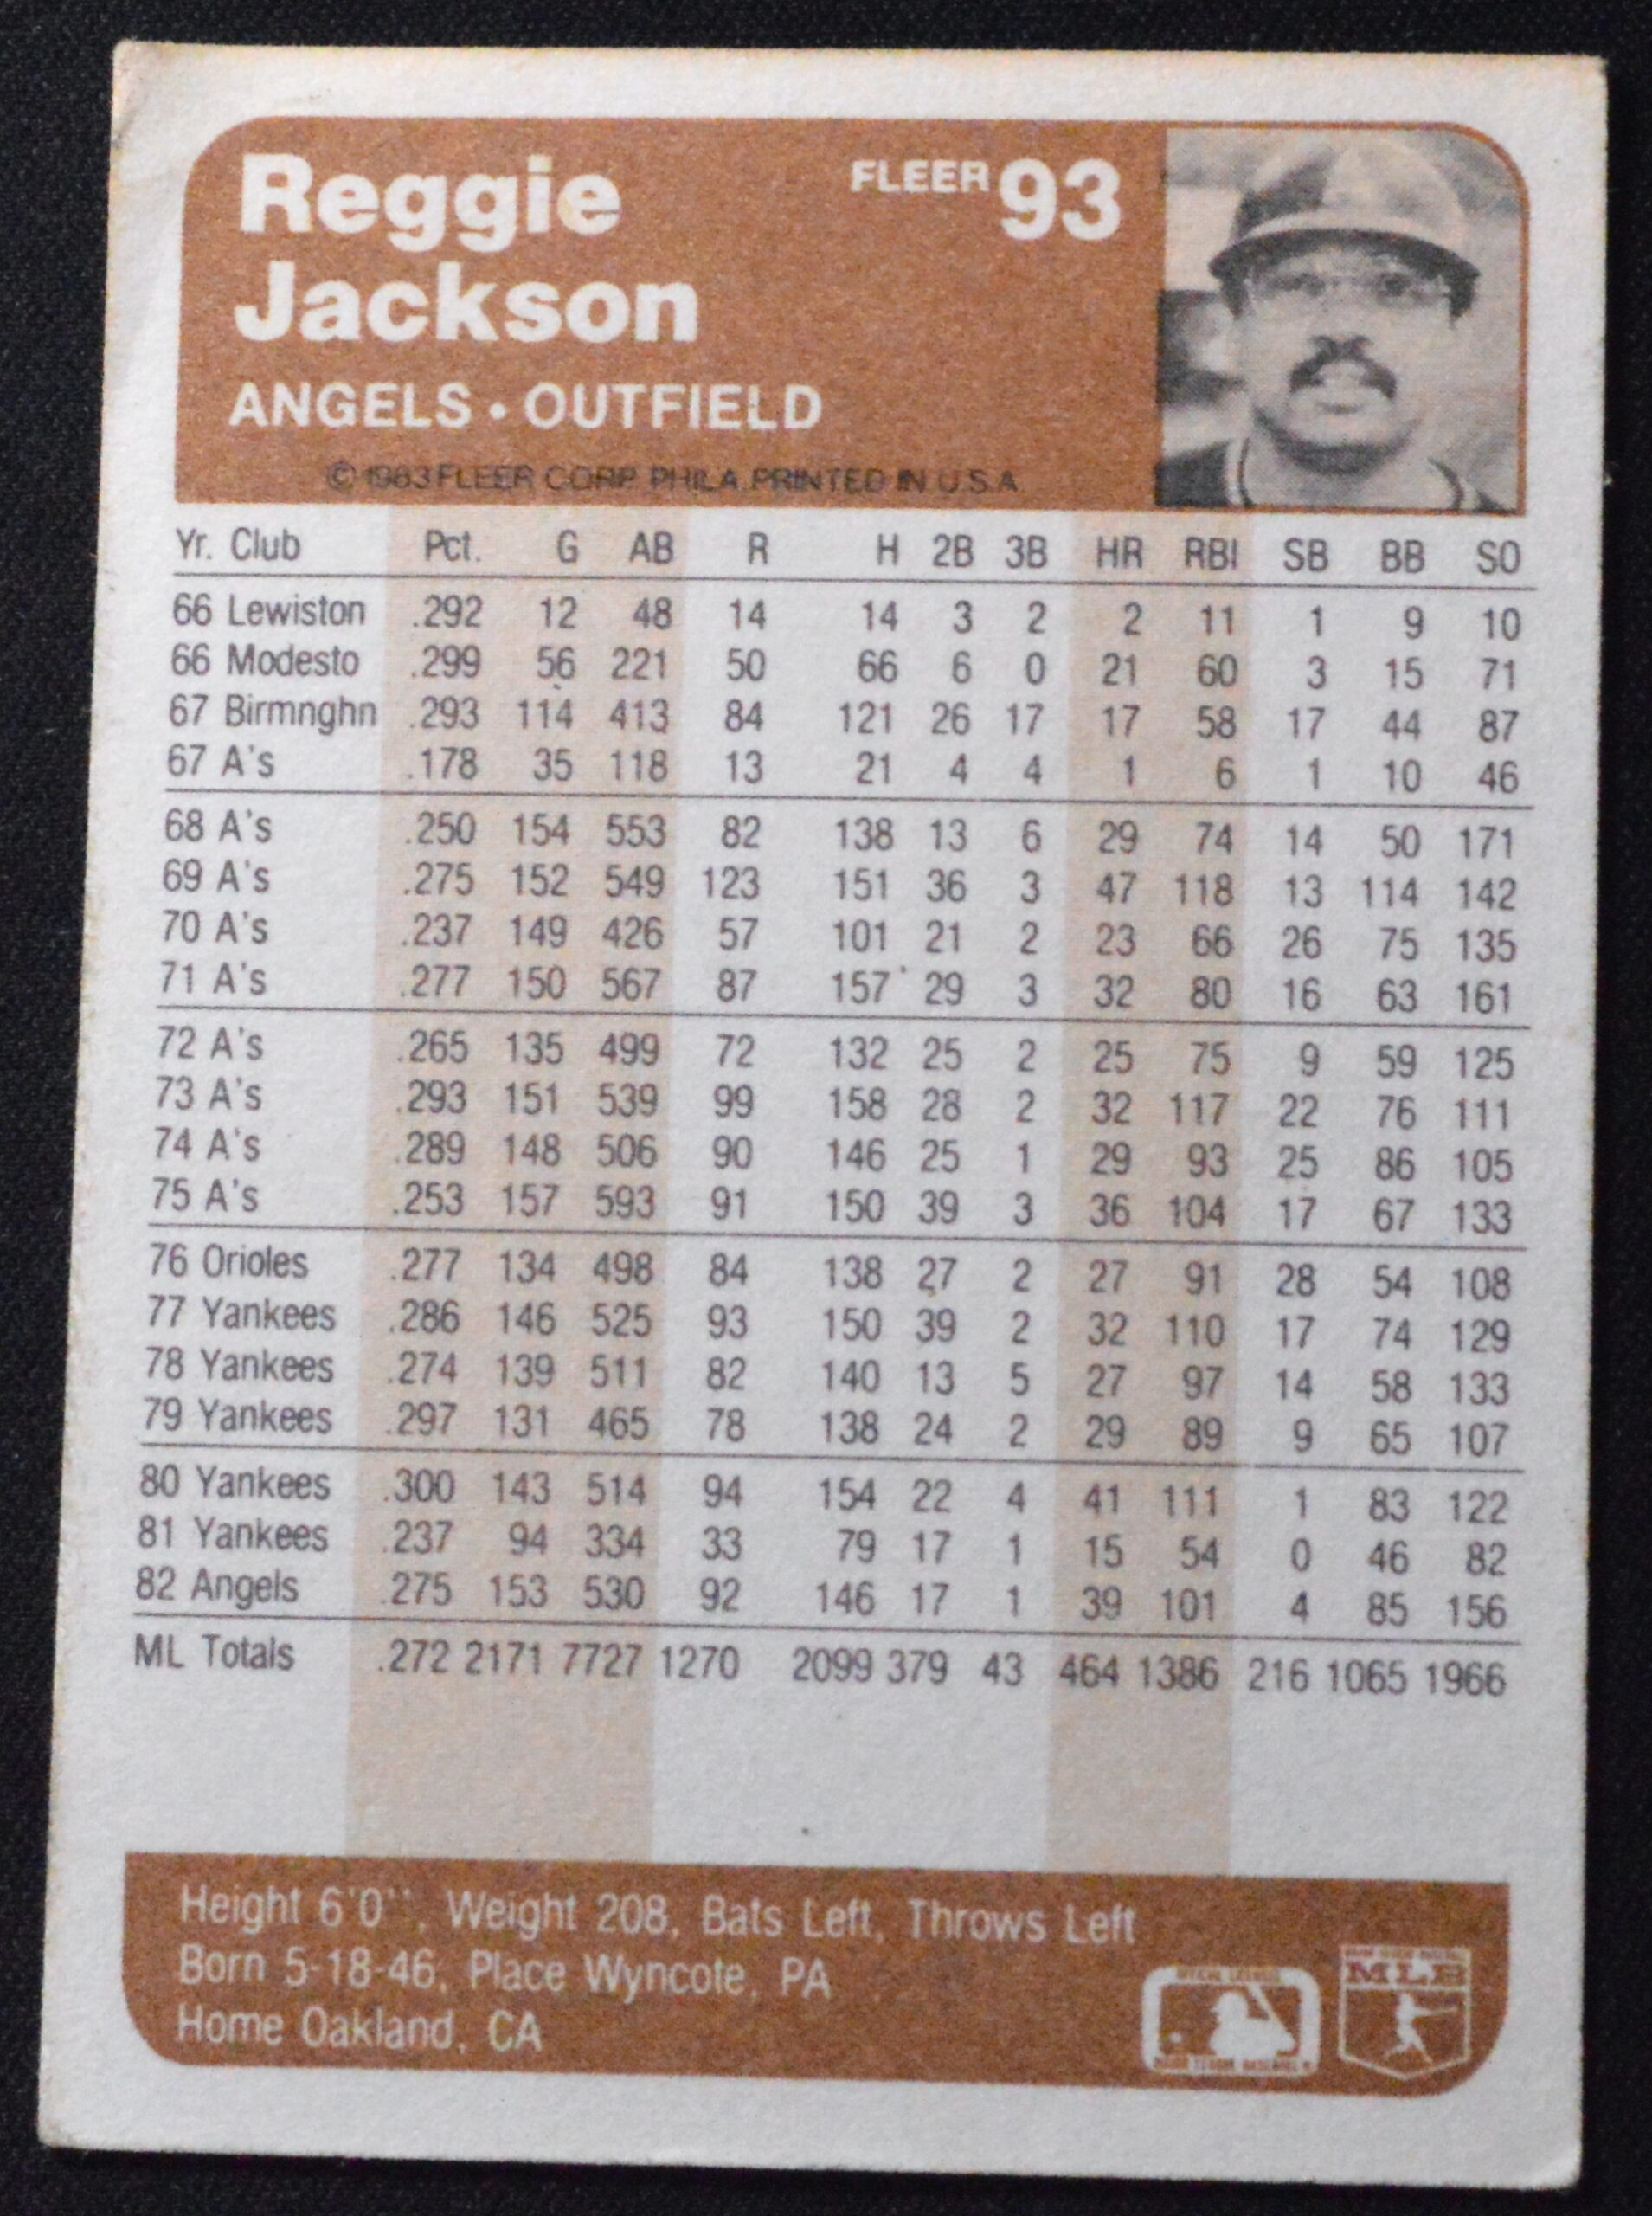 Reggie
Jackson
FLEER 93
ANGELS • OUTFIELD
© 1983 FLEER CORP. PHILA. PRINTED IN U.S.A.
Yr. Club Pct. G AB R H 2B 3B HR RBI SB BB SO
66 Lewiston .292 12 48 14 14 3 2 2 11 1 9 10
66 Modesto .299 56 221 50 66 6 0 21 60 3 15 71
67 Birmnghn .293 114 413 84 121 26 17 17 58 17 44 87
67 A's .178 35 118 13 21 4 4 1 6 1 10 46
68 A's .250 154 553 82 138 13 6 29 74 14 50 171
69 A's .275 152 549 123 151 36 3 47 118 13 114 142
70 A's .237 149 426 57 101 21 2 23 66 26 75 135
71 A's .277 150 567 87 157 29 3 32 80 16 63 161
72 A's .265 135 499 72 132 25 2 25 75 9 59 125
73 A's .293 151 539 99 158 28 2 32 117 22 76 111
74 A's .289 148 506 90 146 25 1 29 93 25 86 105
75 A's .253 157 593 91 150 39 3 36 104 17 67 133
76 Orioles .277 134 498 84 138 27 2 27 91 28 54 108
77 Yankees .286 146 525 93 150 39 2 32 110 17 74 129
78 Yankees .274 139 511 82 140 13 5 27 97 14 58 133
79 Yankees .297 131 465 78 138 24 2 29 89 9 65 107
80 Yankees .300 143 514 94 154 22 4 41 111 1 83 122
81 Yankees .237 94 334 33 79 17 1 15 54 0 46 82
82 Angels .275 153 530 92 146 17 1 39 101 4 85 156
ML Totals .272 2171 7727 1270 2099 379 43 464 1386 216 1065 1966
Height 6'0'', Weight 208, Bats Left, Throws Left
Born 5-18-46, Place Wyncote, PA
Home Oakland, CA
MLB